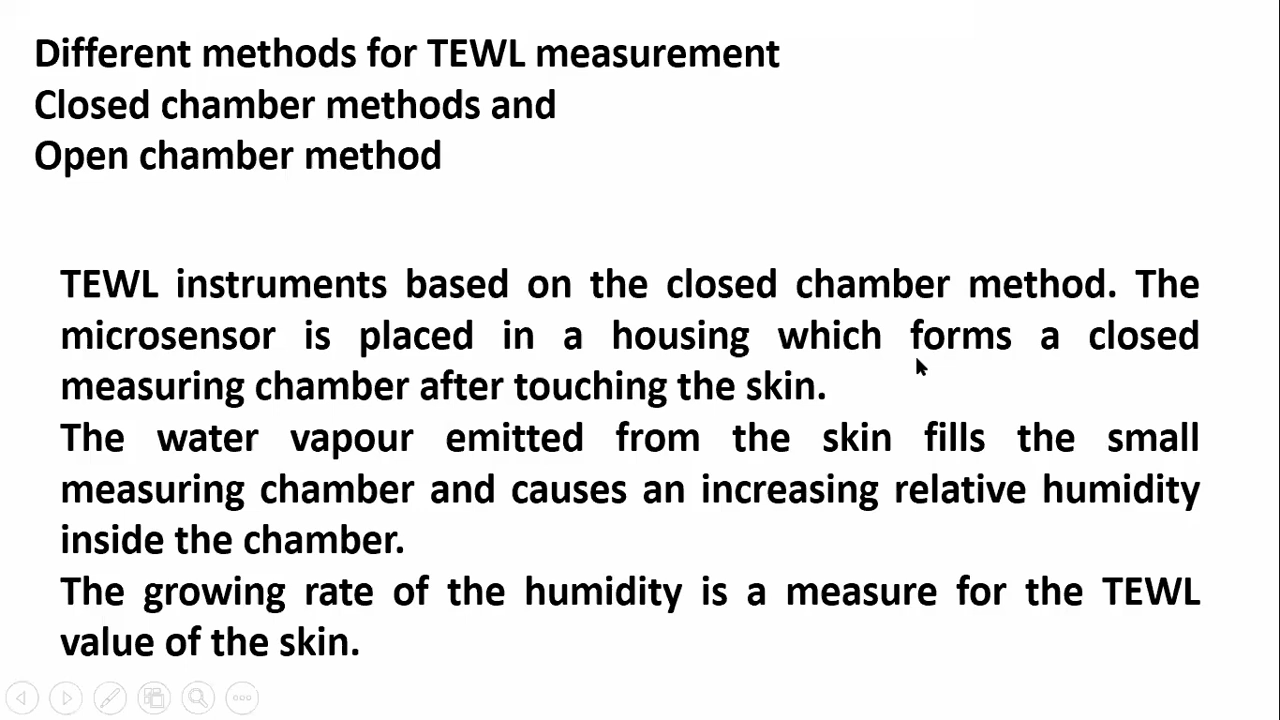 Different methods for TEWL measurement
Closed chamber methods and
Open chamber method
TEWL instruments based on the closed chamber method. The
microsensor is placed in a housing which forms a closed
measuring chamber after touching the skin.
The water vapour emitted from the skin fills the small
measuring chamber and causes an increasing relative humidity
inside the chamber.
The growing rate of the humidity is a measure for the TEWL
value of the skin.